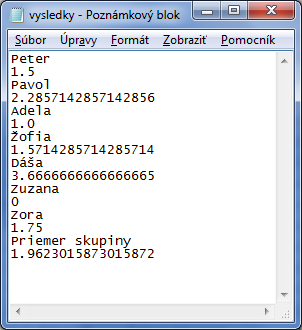 vysledky - Poznámkový blok
Súbor Úpravy Formát Zobraziť Pomocník
Peter
1.5
Pavol
2.2857142857142856
Adela
1.0
Žofia
1.5714285714285714
Dáša
3.6666666666666665
Zuzana
0
Zora
1.75
Priemer skupiny
1.9623015873015872